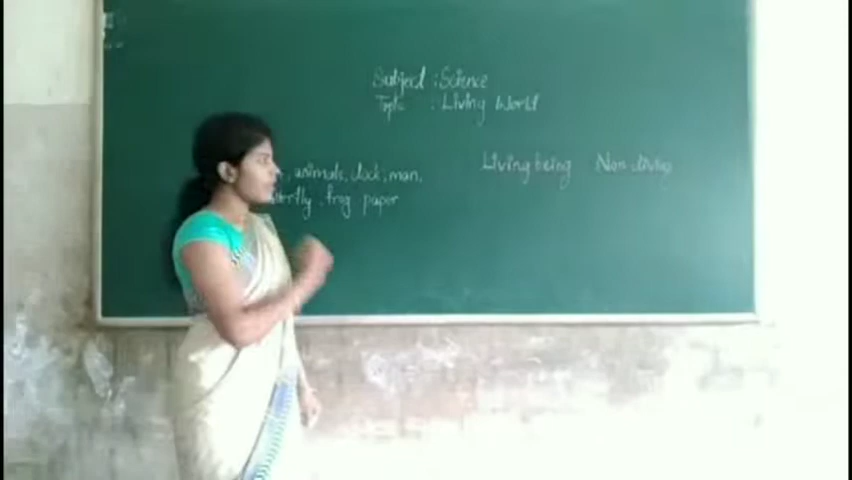 Subject : Science
Topic : Living World
animals, clock, man,
frog paper
Living being Non-living